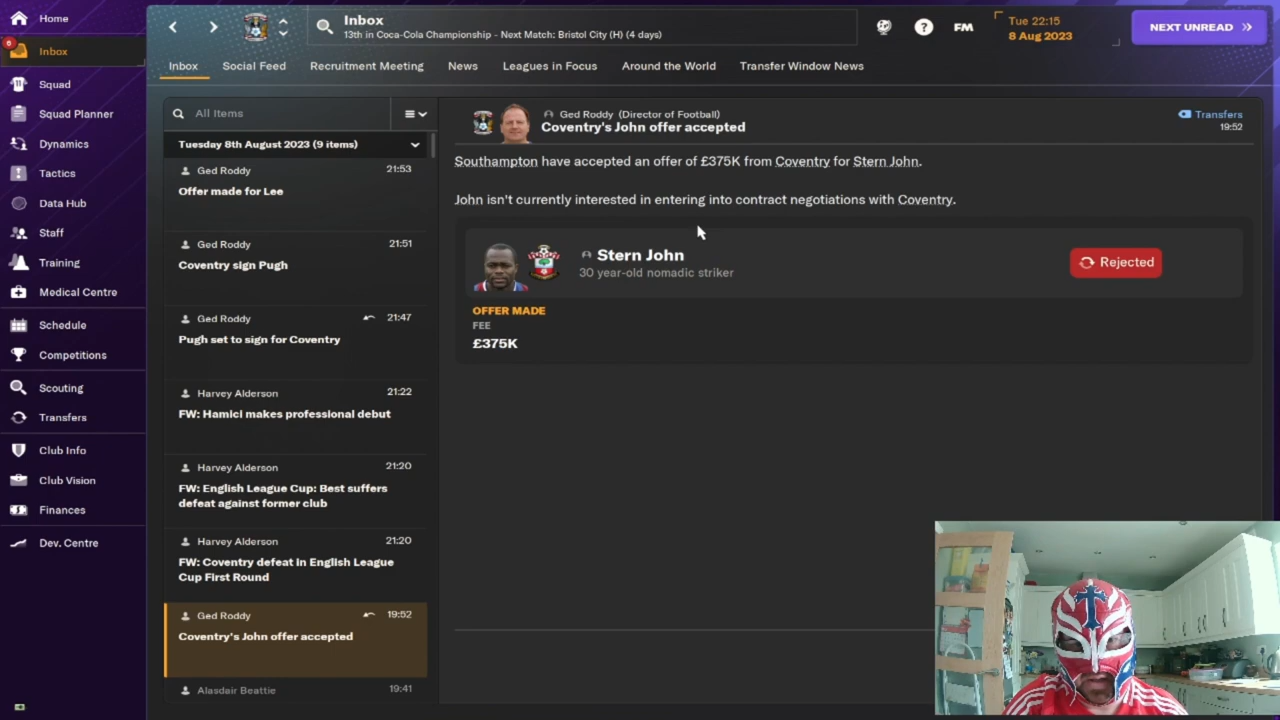 Home
6
Inbox
Squad
Squad Planner
Dynamics
Tactics
Data Hub
Staff
Training
Medical Centre
Schedule
Competitions
Scouting
Transfers
Club Info
Club Vision
Finances
Dev. Centre
Inbox
13th in Coca-Cola Championship - Next Match: Bristol City (H) (4 days)
?
FM
Tue 22:15
8 Aug 2023
NEXT UNREAD
Inbox Social Feed Recruitment Meeting News Leagues in Focus Around the World Transfer Window News
All Items
Tuesday 8th August 2023 (9 items)
Ged Roddy 21:53
Offer made for Lee
Ged Roddy 21:51
Coventry sign Pugh
Ged Roddy 21:47
Pugh set to sign for Coventry
Harvey Alderson 21:22
FW: Hamici makes professional debut
Harvey Alderson 21:20
FW: English League Cup: Best suffers
defeat against former club
Harvey Alderson 21:20
FW: Coventry defeat in English League
Cup First Round
Ged Roddy 19:52
Coventry's John offer accepted
Alasdair Beattie 19:41
Ged Roddy (Director of Football)
Coventry's John offer accepted
Transfers
19:52
Southampton have accepted an offer of £375K from Coventry for Stern John.
John isn't currently interested in entering into contract negotiations with Coventry.
Stern John
30 year-old nomadic striker
Rejected
OFFER MADE
FEE
£375K